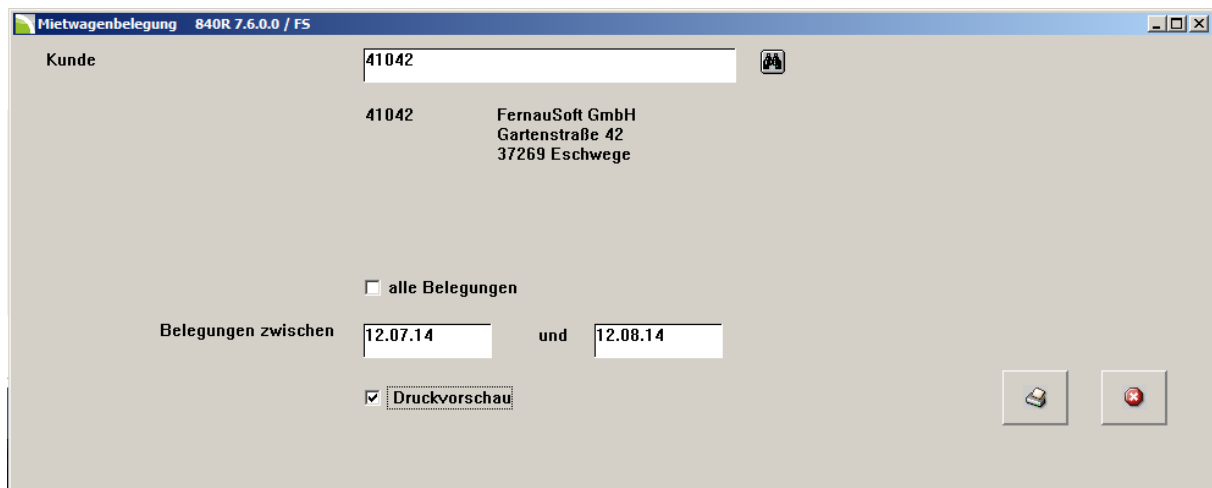 Mietwagenbelegung 840R 7.6.0.0 / FS
Kunde 41042
41042 FernauSoft GmbH
Gartenstraße 42
37269 Eschwege
alle Belegungen
Belegungen zwischen 12.07.14 und 12.08.14
Druckvorschau